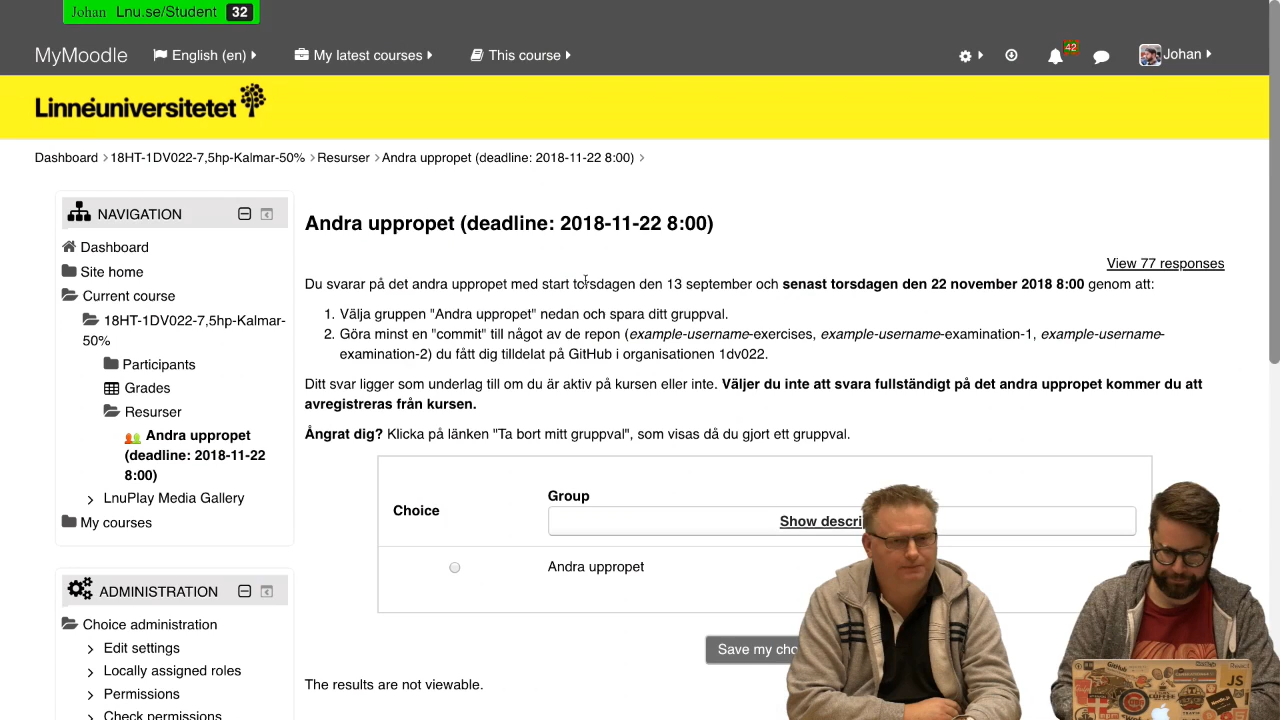 Johan Lnu.se/Student 32
MyMoodle English (en) My latest courses This course 42 Johan
Linnéuniversitetet
Dashboard 18HT-1DV022-7,5hp-Kalmar-50% Resurser Andra uppropet (deadline: 2018-11-22 8:00)
NAVIGATION
Dashboard
Site home
Current course
18HT-1DV022-7,5hp-Kalmar-
50%
Participants
Grades
Resurser
Andra uppropet
(deadline: 2018-11-22
8:00)
LnuPlay Media Gallery
My courses
ADMINISTRATION
Choice administration
Edit settings
Locally assigned roles
Permissions
Check permissions
Andra uppropet (deadline: 2018-11-22 8:00)
View 77 responses
Du svarar på det andra uppropet med start torsdagen den 13 september och senast torsdagen den 22 november 2018 8:00 genom att:
1. Välja gruppen "Andra uppropet" nedan och spara ditt gruppval.
2. Göra minst en "commit" till något av de repon (example-username-exercises, example-username-examination-1, example-username-
examination-2) du fått dig tilldelat på GitHub i organisationen 1dv022.
Ditt svar ligger som underlag till om du är aktiv på kursen eller inte. Väljer du inte att svara fullständigt på det andra uppropet kommer du att
avregistreras från kursen.
Ångrat dig? Klicka på länken "Ta bort mitt gruppval", som visas då du gjort ett gruppval.
Choice
Group
Show descri
Andra uppropet
Save my cho
The results are not viewable.
GitHub
React
JS